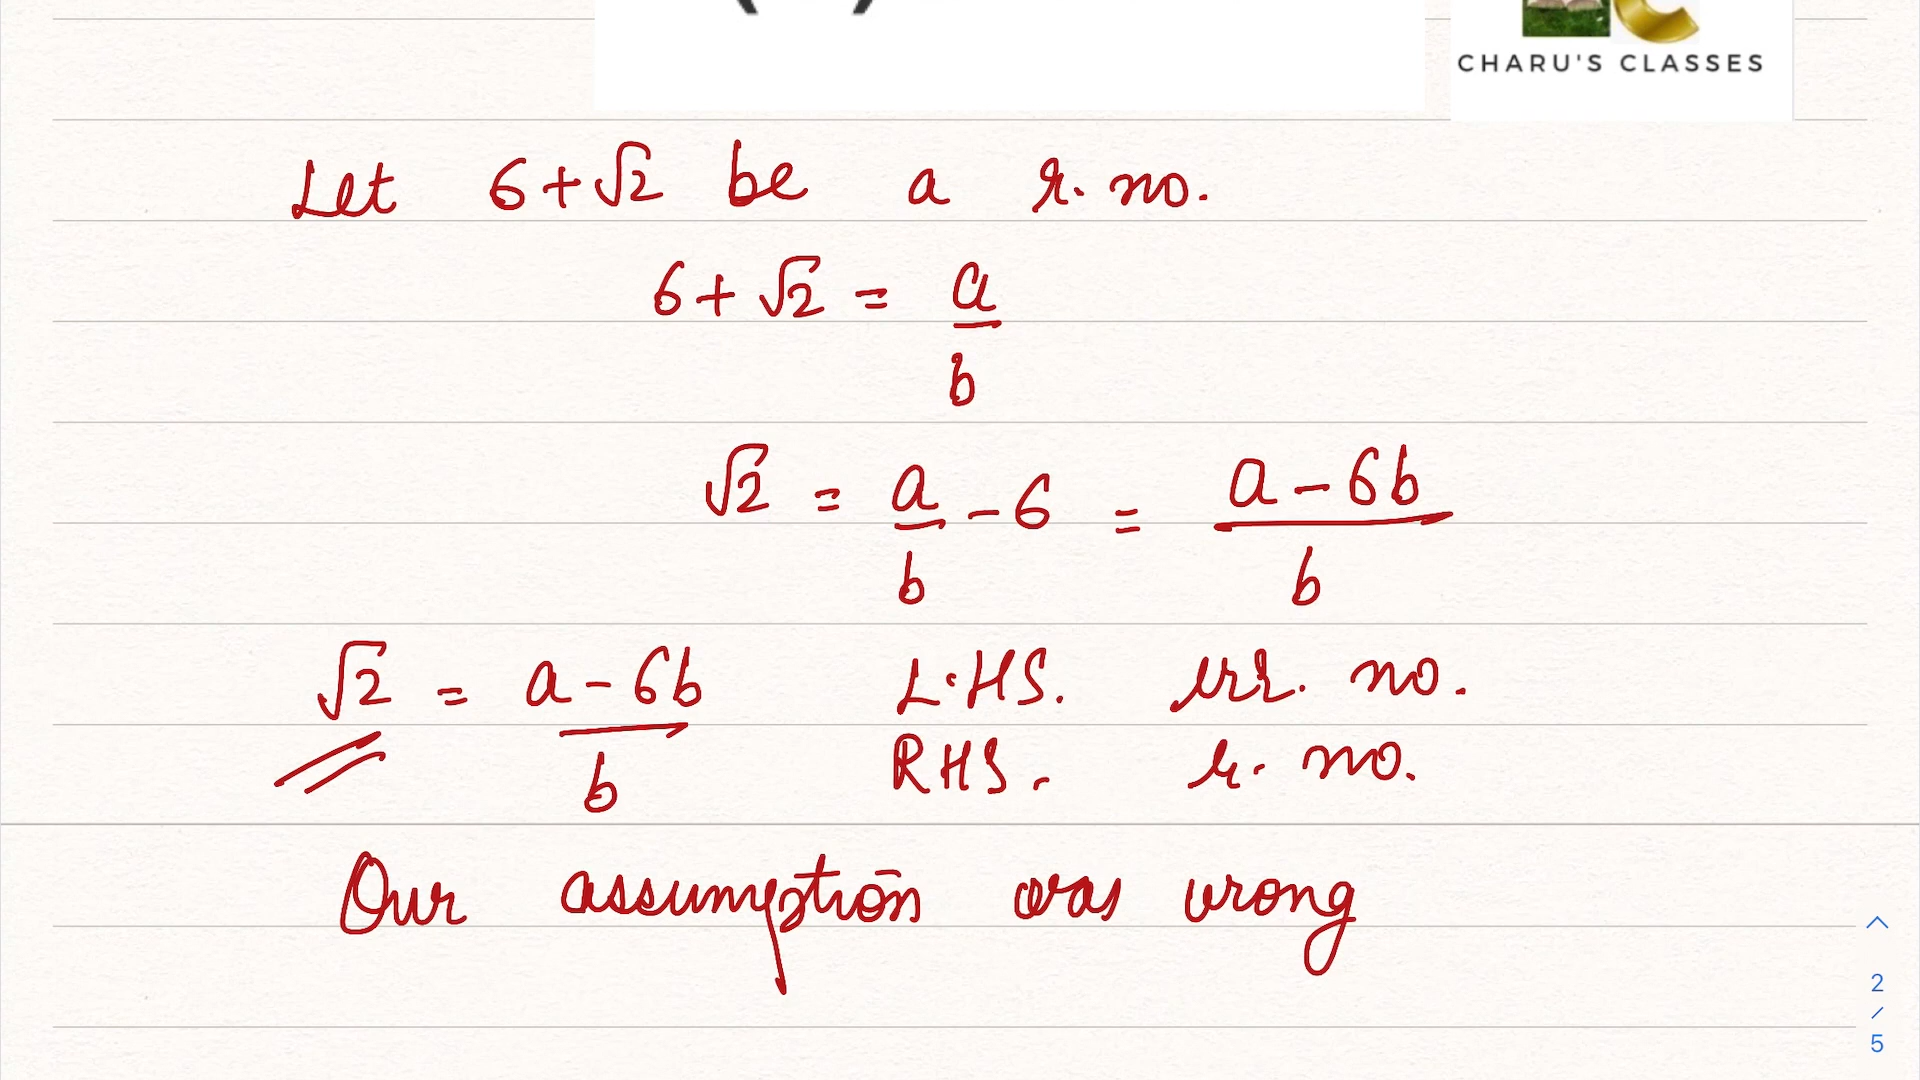 CHARU'S CLASSES
Let 6+√2 be a r. no.
6+√2 = a/b
√2 = a/b - 6 = a - 6b/b
√2 = a - 6b/b L.HS. irr. no.
RHS. r. no.
Our assumption was wrong
2
/
5